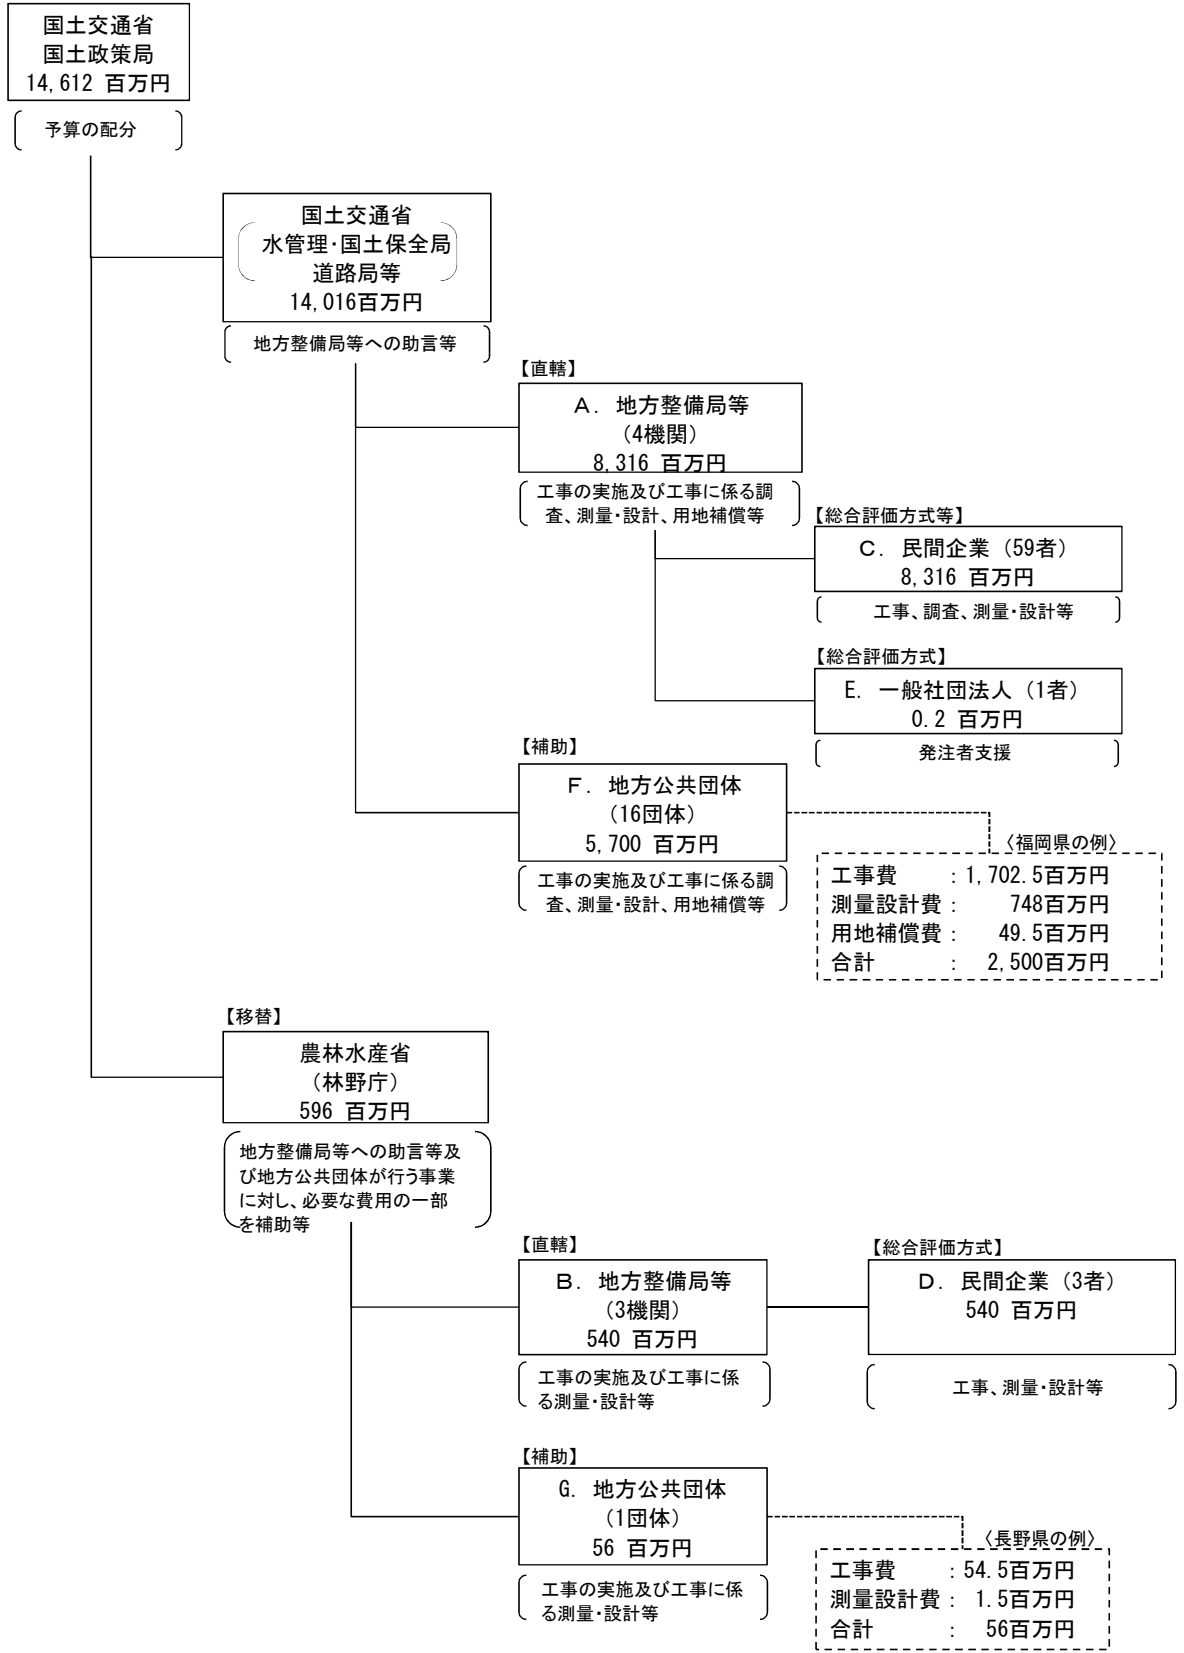 国土交通省
国土政策局
14,612 百万円
予算の配分
国土交通省
水管理・国土保全局
道路局等
14,016百万円
地方整備局等への助言等
【直轄】
A. 地方整備局等
(4機関)
8,316 百万円
工事の実施及び工事に係る調
査、測量・設計、用地補償等
【総合評価方式等】
C. 民間企業(59者)
8,316 百万円
工事、調査、測量・設計等
【総合評価方式】
E. 一般社団法人(1者)
0.2 百万円
発注者支援
【補助】
F. 地方公共団体
(16団体)
5,700 百万円
工事の実施及び工事に係る調
査、測量・設計、用地補償等
〈福岡県の例〉
工事費 :1,702.5百万円
測量設計費: 748百万円
用地補償費: 49.5百万円
合計 : 2,500百万円
【移替】
農林水産省
(林野庁)
596 百万円
地方整備局等への助言等及
び地方公共団体が行う事業
に対し、必要な費用の一部
を補助等
【直轄】
B. 地方整備局等
(3機関)
540 百万円
工事の実施及び工事に係
る測量・設計等
【総合評価方式】
D. 民間企業(3者)
540 百万円
工事、測量・設計等
【補助】
G. 地方公共団体
(1団体)
56 百万円
工事の実施及び工事に係
る測量・設計等
〈長野県の例〉
工事費 :54.5百万円
測量設計費: 1.5百万円
合計 : 56百万円